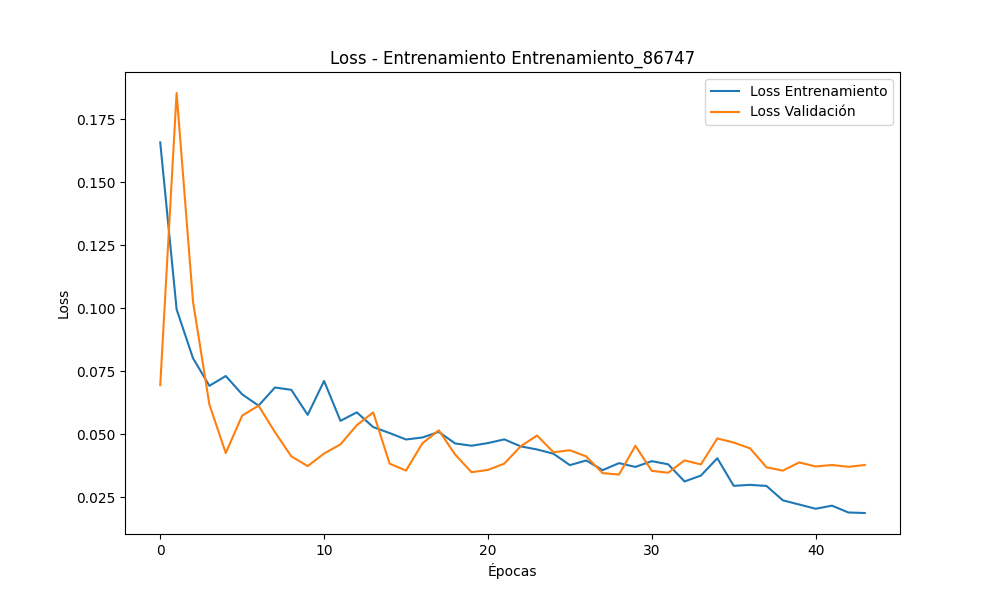 Loss - Entrenamiento Entrenamiento_86747
Loss Entrenamiento
Loss Validación
0.175
0.150
0.125
0.100
0.075
0.050
0.025
Loss
0 10 20 30 40
Épocas